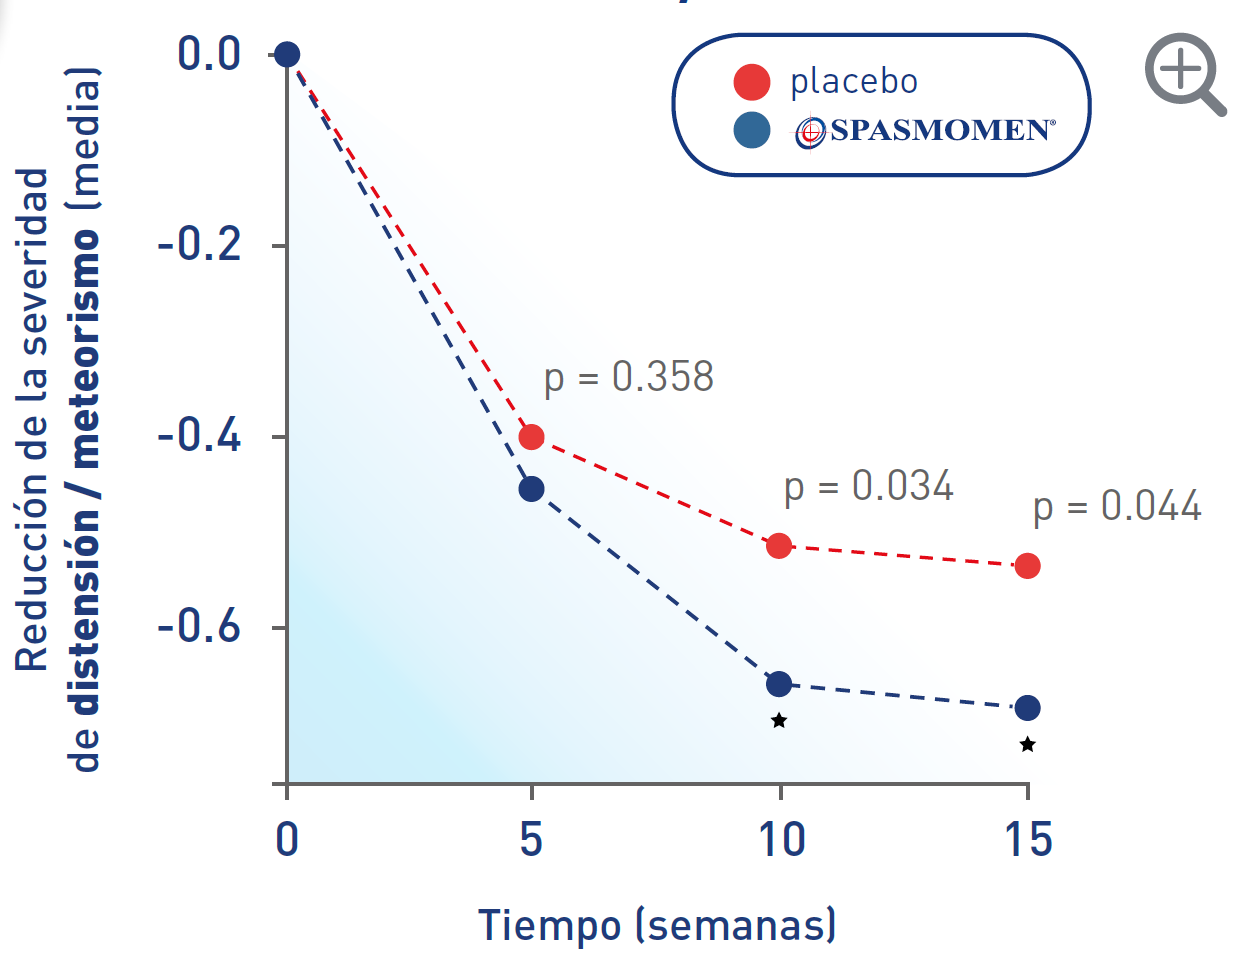 placebo
SPASMOMEN®
Reducción de la severidad
de distensión / meteorismo (media)
0.0
-0.2
-0.4
-0.6
p = 0.358
p = 0.034
p = 0.044
0 5 10 15
Tiempo (semanas)